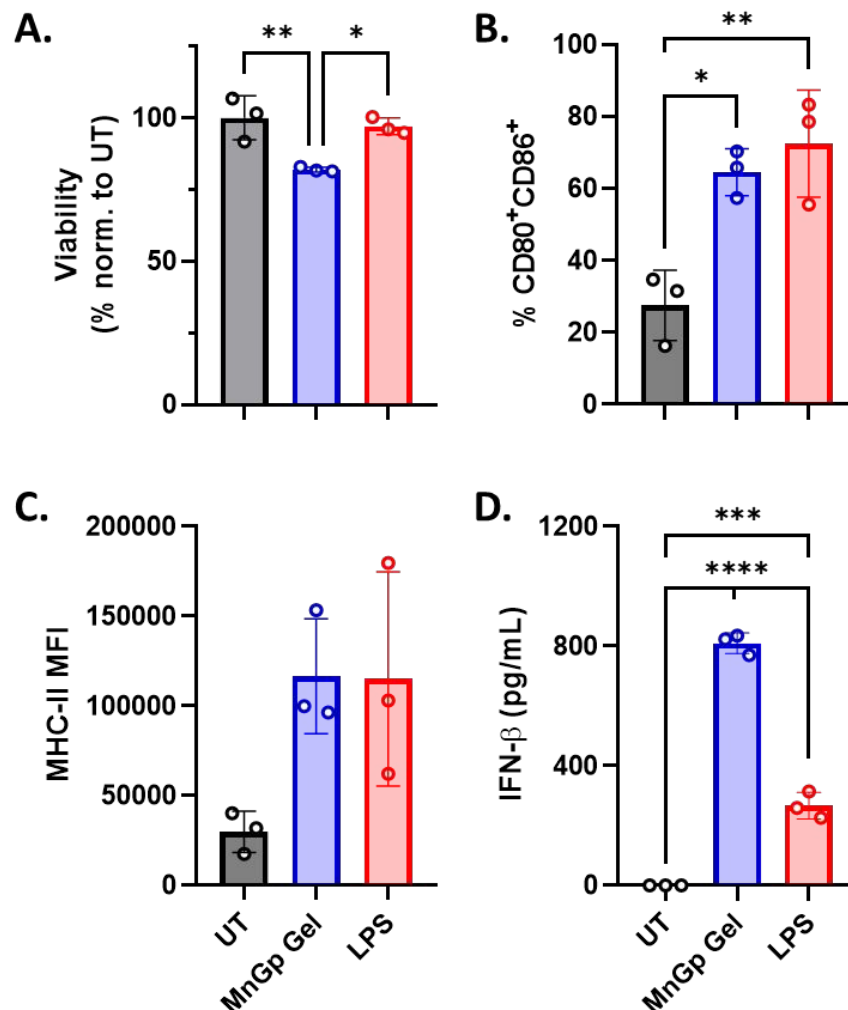 A.
Viability
(% norm. to UT)
100
50
0
**
*
B.
% CD80⁺CD86⁺
100
80
60
40
20
0
**
*
C.
MHC-II MFI
200000
150000
100000
50000
0
UT
MnGp Gel
LPS
D.
IFN-β (pg/mL)
1200
800
400
0
***
****
UT
MnGp Gel
LPS